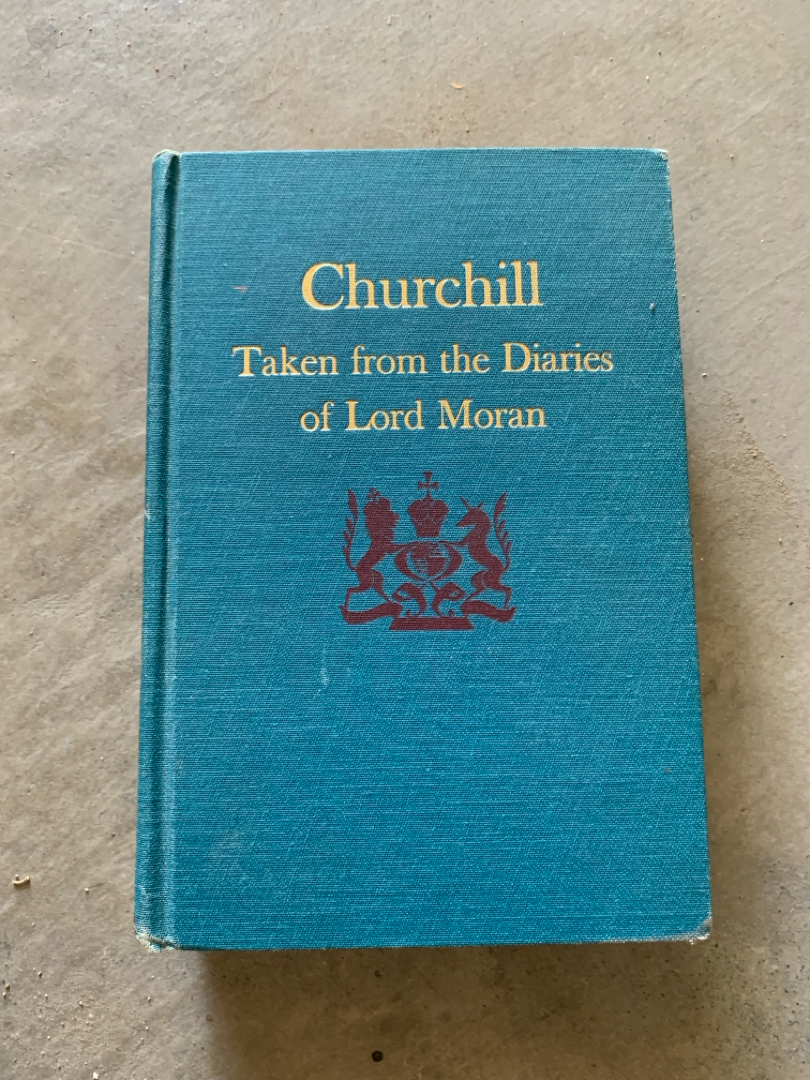 Churchill
Taken from the Diaries
of Lord Moran